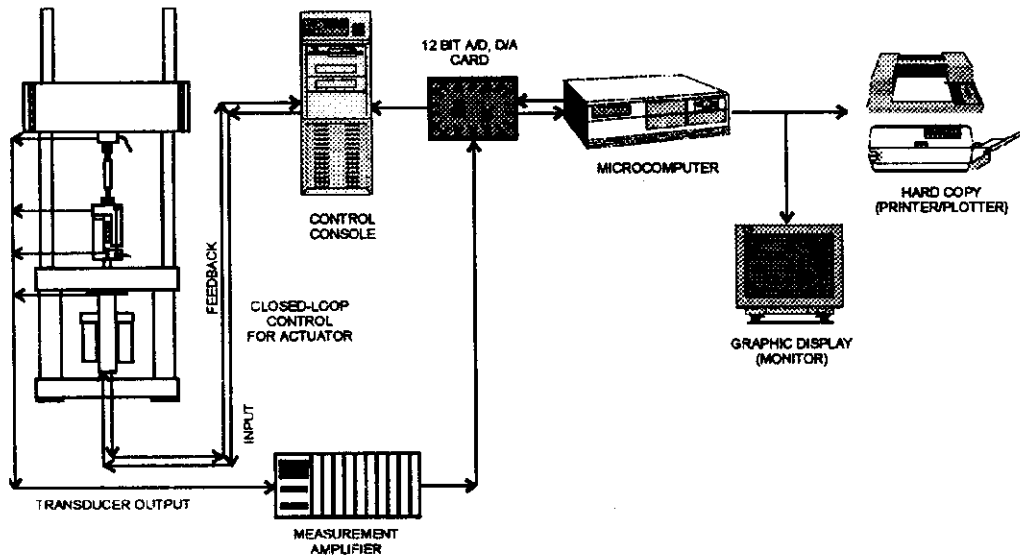 12 BIT A/D, D/A
CARD
MICROCOMPUTER
HARD COPY
(PRINTER/PLOTTER)
CONTROL
CONSOLE
FEEDBACK
CLOSED-LOOP
CONTROL
FOR ACTUATOR
GRAPHIC DISPLAY
(MONITOR)
INPUT
TRANSDUCER OUTPUT
MEASUREMENT
AMPLIFIER